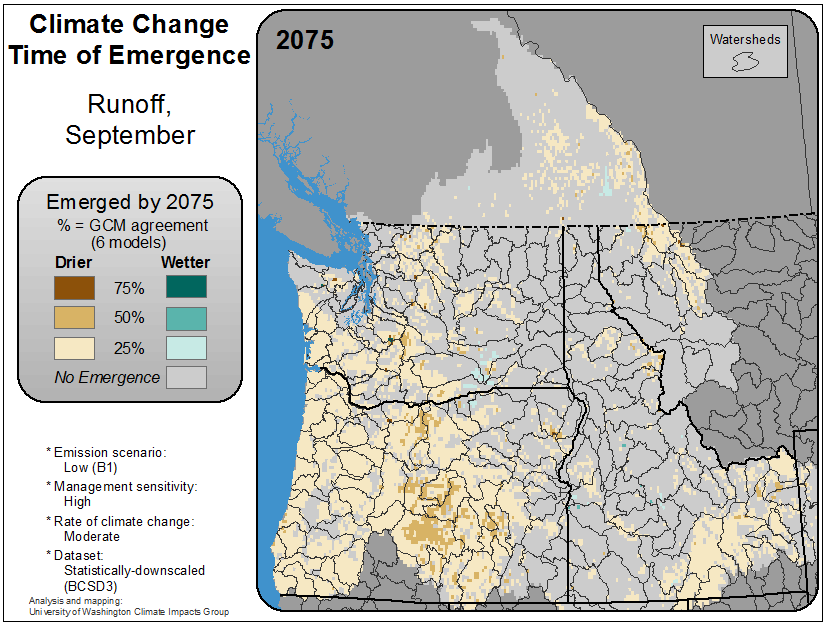 Climate Change
Time of Emergence
Runoff,
September
Emerged by 2075
% = GCM agreement
(6 models)
Drier Wetter
75%
50%
25%
No Emergence
* Emission scenario:
Low (B1)
* Management sensitivity:
High
* Rate of climate change:
Moderate
* Dataset:
Statistically-downscaled
(BCSD3)
Analysis and mapping:
University of Washington Climate Impacts Group
2075
Watersheds